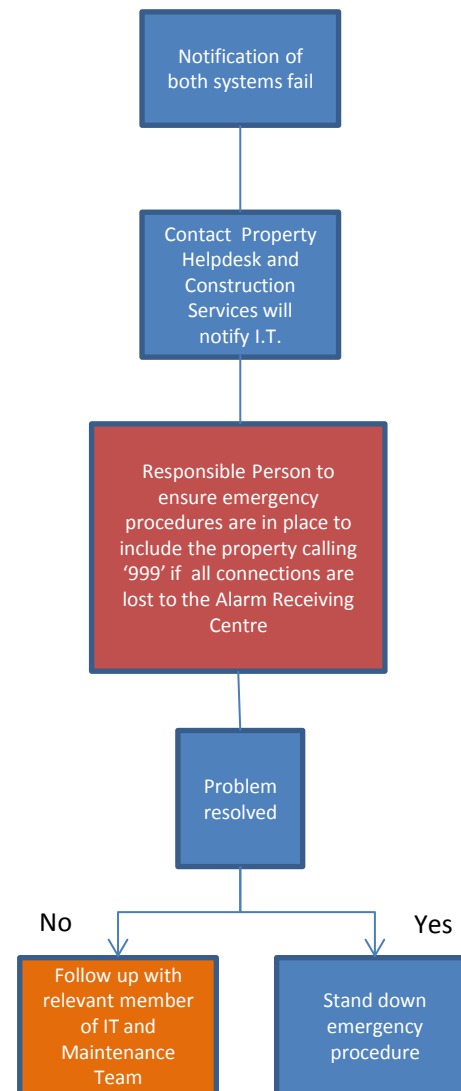 Notification of
both systems fail
Contact Property
Helpdesk and
Construction
Services will
notify I.T.
Responsible Person to
ensure emergency
procedures are in place to
include the property calling
‘999’ if all connections are
lost to the Alarm Receiving
Centre
Problem
resolved
No
Yes
Follow up with
relevant member
of IT and
Maintenance
Team
Stand down
emergency
procedure